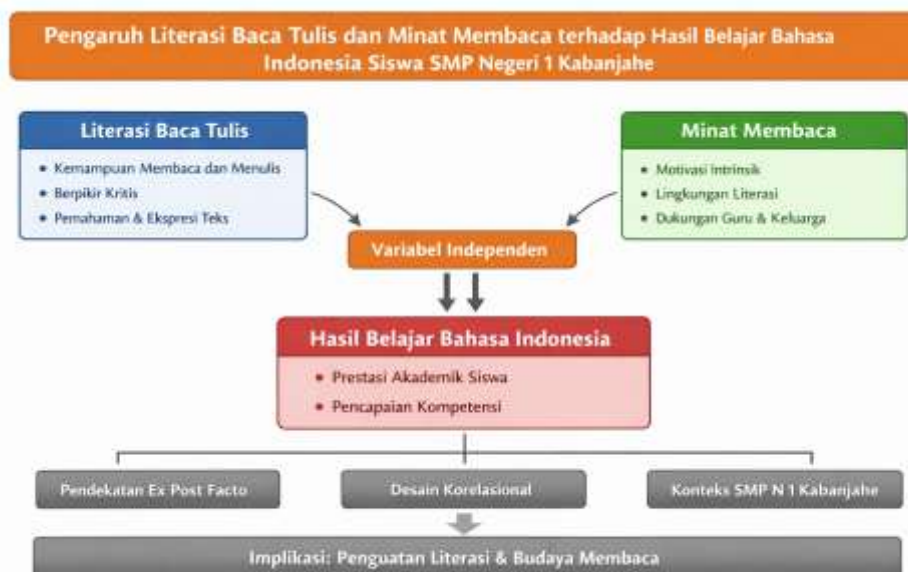 Pengaruh Literasi Baca Tulis dan Minat Membaca terhadap Hasil Belajar Bahasa
Indonesia Siswa SMP Negeri 1 Kabanjahe
Literasi Baca Tulis
• Kemampuan Membaca dan Menulis
• Berpikir Kritis
• Pemahaman & Ekspresi Teks
Minat Membaca
• Motivasi Intrinsik
• Lingkungan Literasi
• Dukungan Guru & Keluarga
Variabel Independen
Hasil Belajar Bahasa Indonesia
• Prestasi Akademik Siswa
• Pencapaian Kompetensi
Pendekatan Ex Post Facto
Desain Korelasional
Konteks SMP N 1 Kabanjahe
Implikasi: Penguatan Literasi & Budaya Membaca